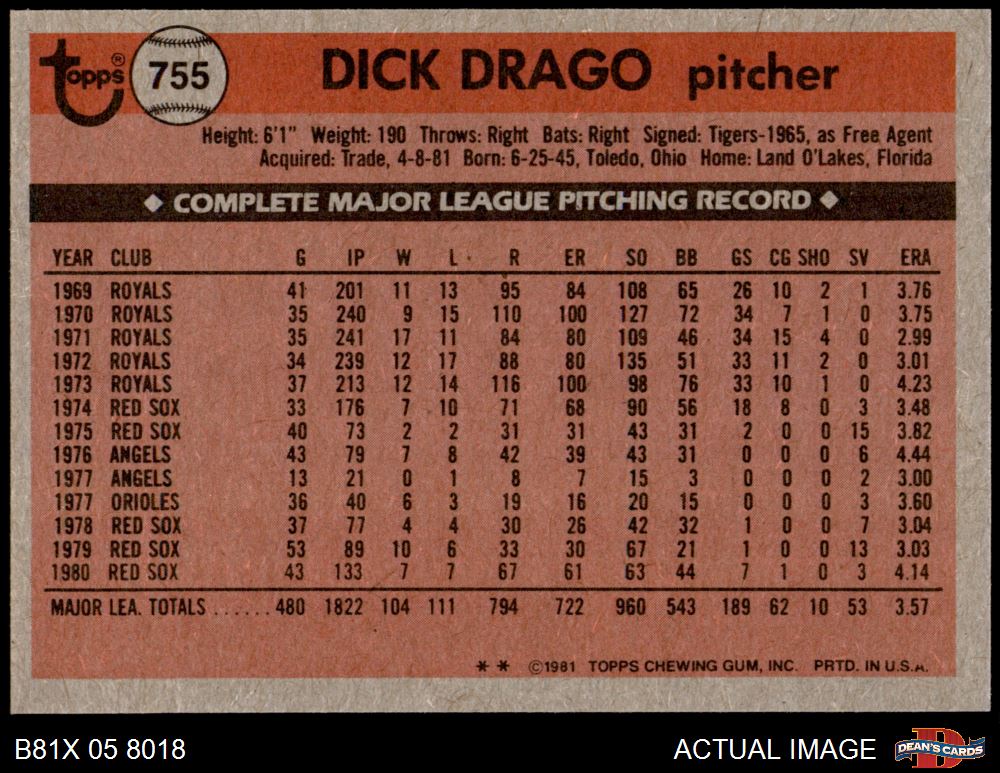 Topps® 755 DICK DRAGO pitcher
Height: 6'1" Weight: 190 Throws: Right Bats: Right Signed: Tigers-1965, as Free Agent
Acquired: Trade, 4-8-81 Born: 6-25-45, Toledo, Ohio Home: Land O'Lakes, Florida
◆ COMPLETE MAJOR LEAGUE PITCHING RECORD ◆
YEAR CLUB G IP W L R ER SO BB GS CG SHO SV ERA
1969 ROYALS 41 201 11 13 95 84 108 65 26 10 2 1 3.76
1970 ROYALS 35 240 9 15 110 100 127 72 34 7 1 0 3.75
1971 ROYALS 35 241 17 11 84 80 109 46 34 15 4 0 2.99
1972 ROYALS 34 239 12 17 88 80 135 51 33 11 2 0 3.01
1973 ROYALS 37 213 12 14 116 100 98 76 33 10 1 0 4.23
1974 RED SOX 33 176 7 10 71 68 90 56 18 8 0 3 3.48
1975 RED SOX 40 73 2 2 31 31 43 31 2 0 0 15 3.82
1976 ANGELS 43 79 7 8 42 39 43 31 0 0 0 6 4.44
1977 ANGELS 13 21 0 1 8 7 15 3 0 0 0 2 3.00
1977 ORIOLES 36 40 6 3 19 16 20 15 0 0 0 3 3.60
1978 RED SOX 37 77 4 4 30 26 42 32 1 0 0 7 3.04
1979 RED SOX 53 89 10 6 33 30 67 21 1 0 0 13 3.03
1980 RED SOX 43 133 7 7 67 61 63 44 7 1 0 3 4.14
MAJOR LEA. TOTALS ...... 480 1822 104 111 794 722 960 543 189 62 10 53 3.57
* * ©1981 TOPPS CHEWING GUM, INC. PRTD. IN U.S.A.
B81X 05 8018 ACTUAL IMAGE D DEAN'S CARDS